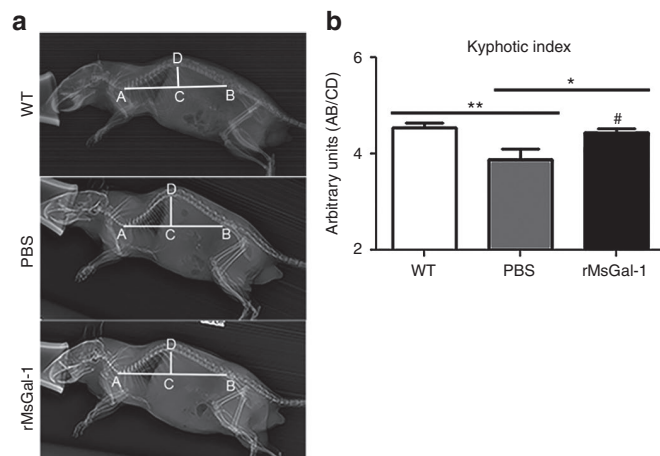 a
WT
D
A
C
B
PBS
D
A
C
B
rMsGal-1
D
A
C
B
b
Kyphotic index
Arbitrary units (AB/CD)
6
4
2
**
*
#
WT
PBS
rMsGal-1